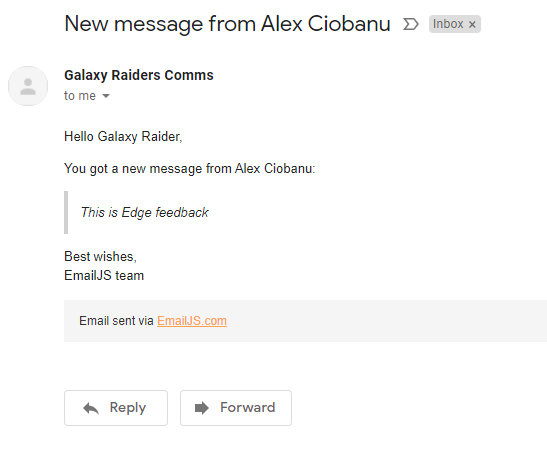 New message from Alex Ciobanu Inbox ×
Galaxy Raiders Comms
to me
Hello Galaxy Raider,
You got a new message from Alex Ciobanu:
This is Edge feedback
Best wishes,
EmailJS team
Email sent via EmailJS.com
Reply Forward